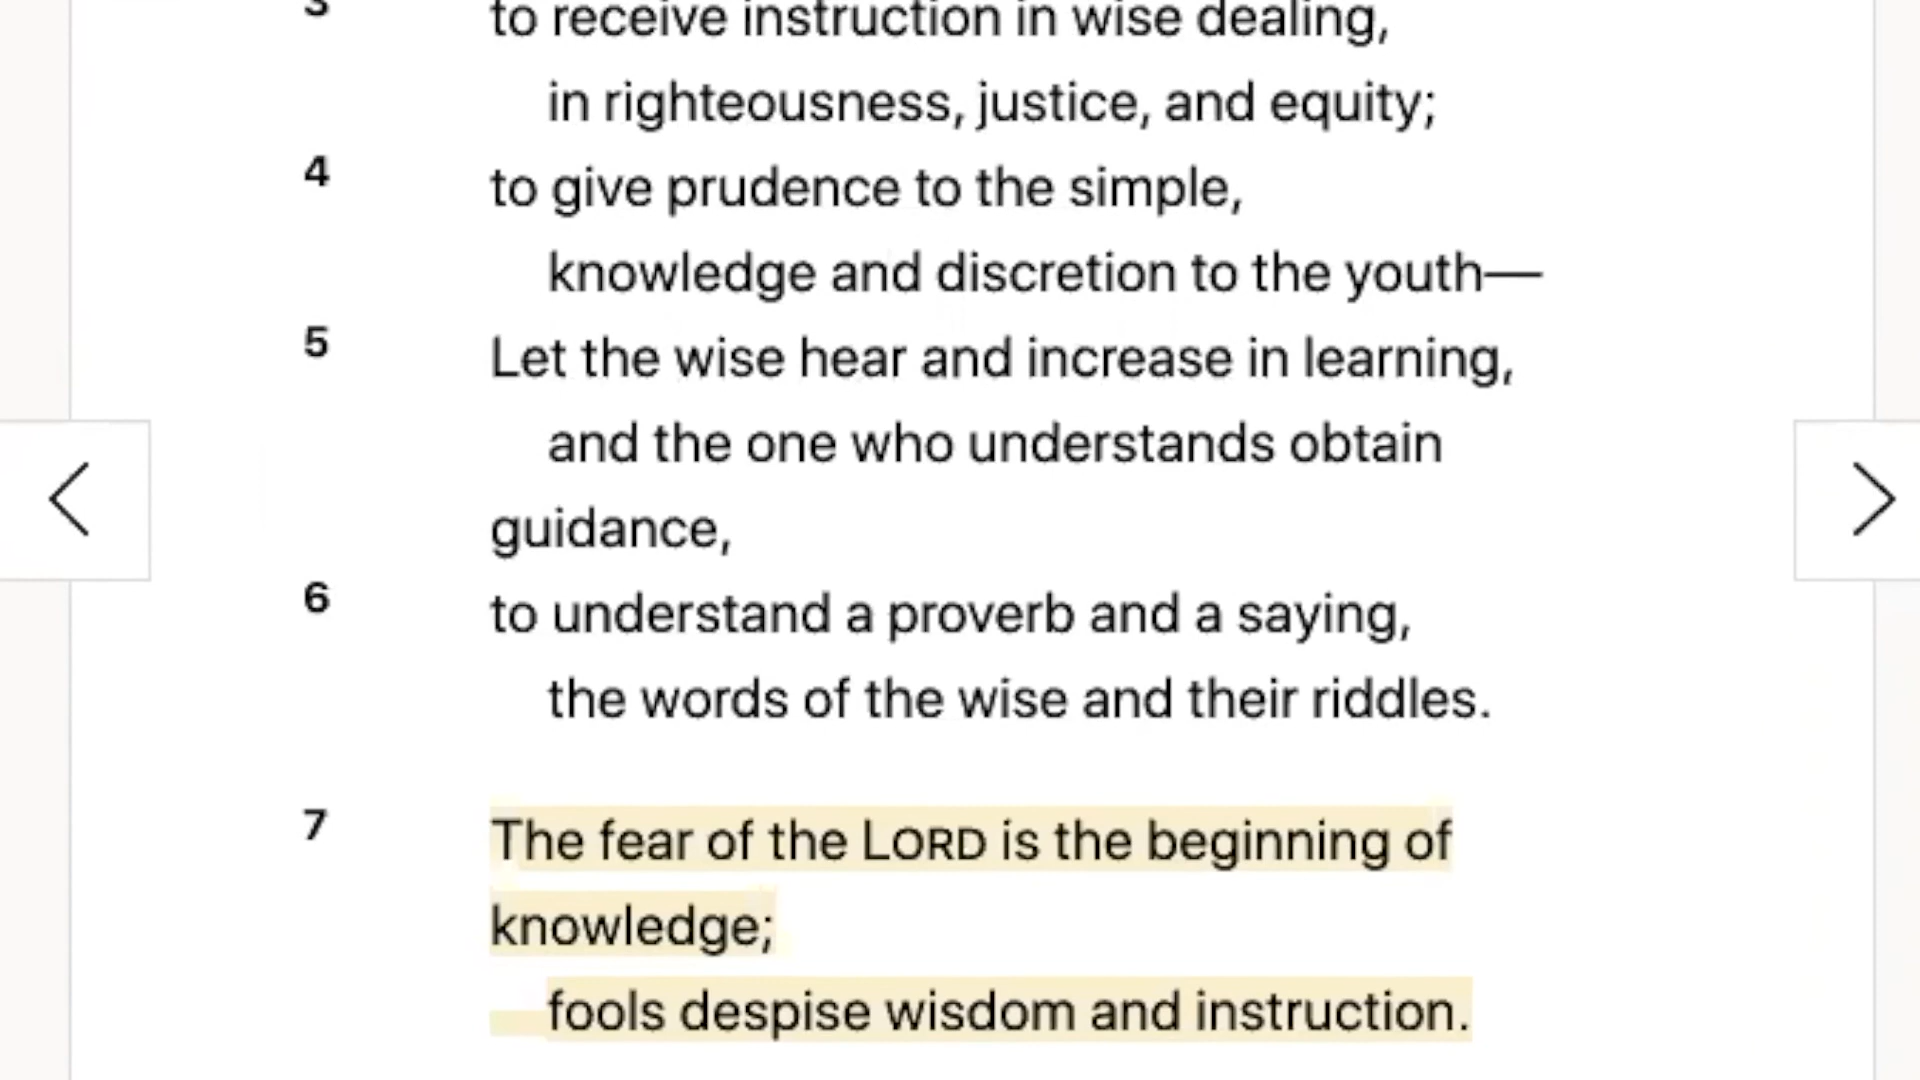 3 to receive instruction in wise dealing,
in righteousness, justice, and equity;
4 to give prudence to the simple,
knowledge and discretion to the youth—
5 Let the wise hear and increase in learning,
and the one who understands obtain
guidance,
6 to understand a proverb and a saying,
the words of the wise and their riddles.
7 The fear of the LORD is the beginning of
knowledge;
fools despise wisdom and instruction.